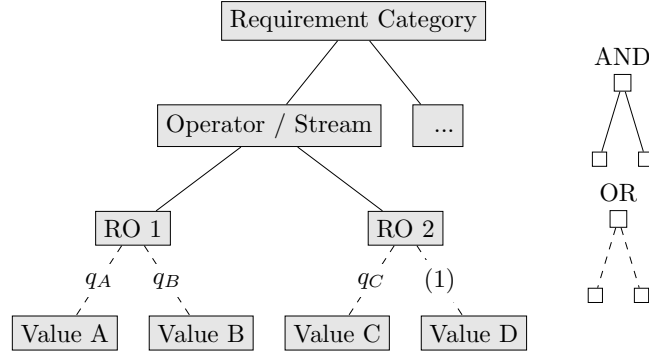 Requirement Category
AND
Operator / Stream
...
OR
RO 1
RO 2
q_A
q_B
q_C
(1)
Value A
Value B
Value C
Value D